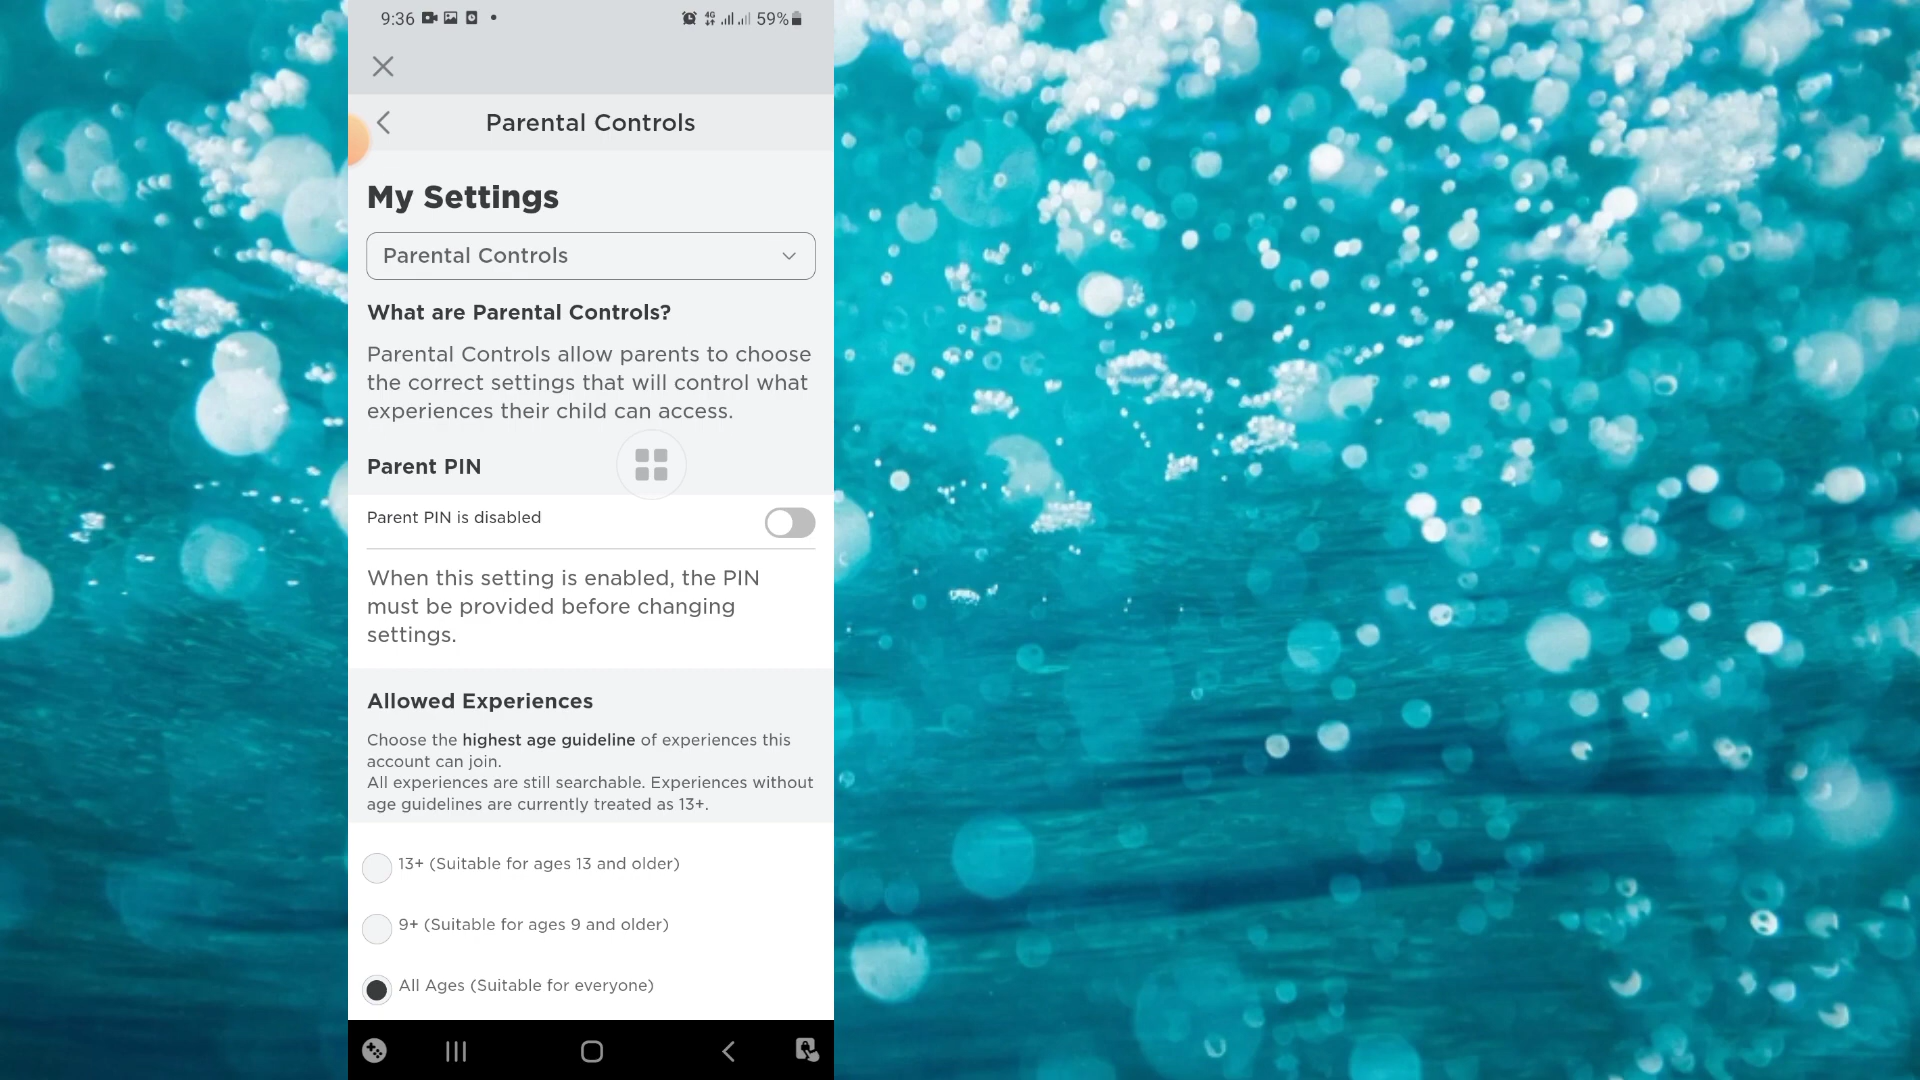 9:36
4G
59%
Parental Controls
My Settings
Parental Controls
What are Parental Controls?
Parental Controls allow parents to choose
the correct settings that will control what
experiences their child can access.
Parent PIN
Parent PIN is disabled
When this setting is enabled, the PIN
must be provided before changing
settings.
Allowed Experiences
Choose the highest age guideline of experiences this
account can join.
All experiences are still searchable. Experiences without
age guidelines are currently treated as 13+.
13+ (Suitable for ages 13 and older)
9+ (Suitable for ages 9 and older)
All Ages (Suitable for everyone)